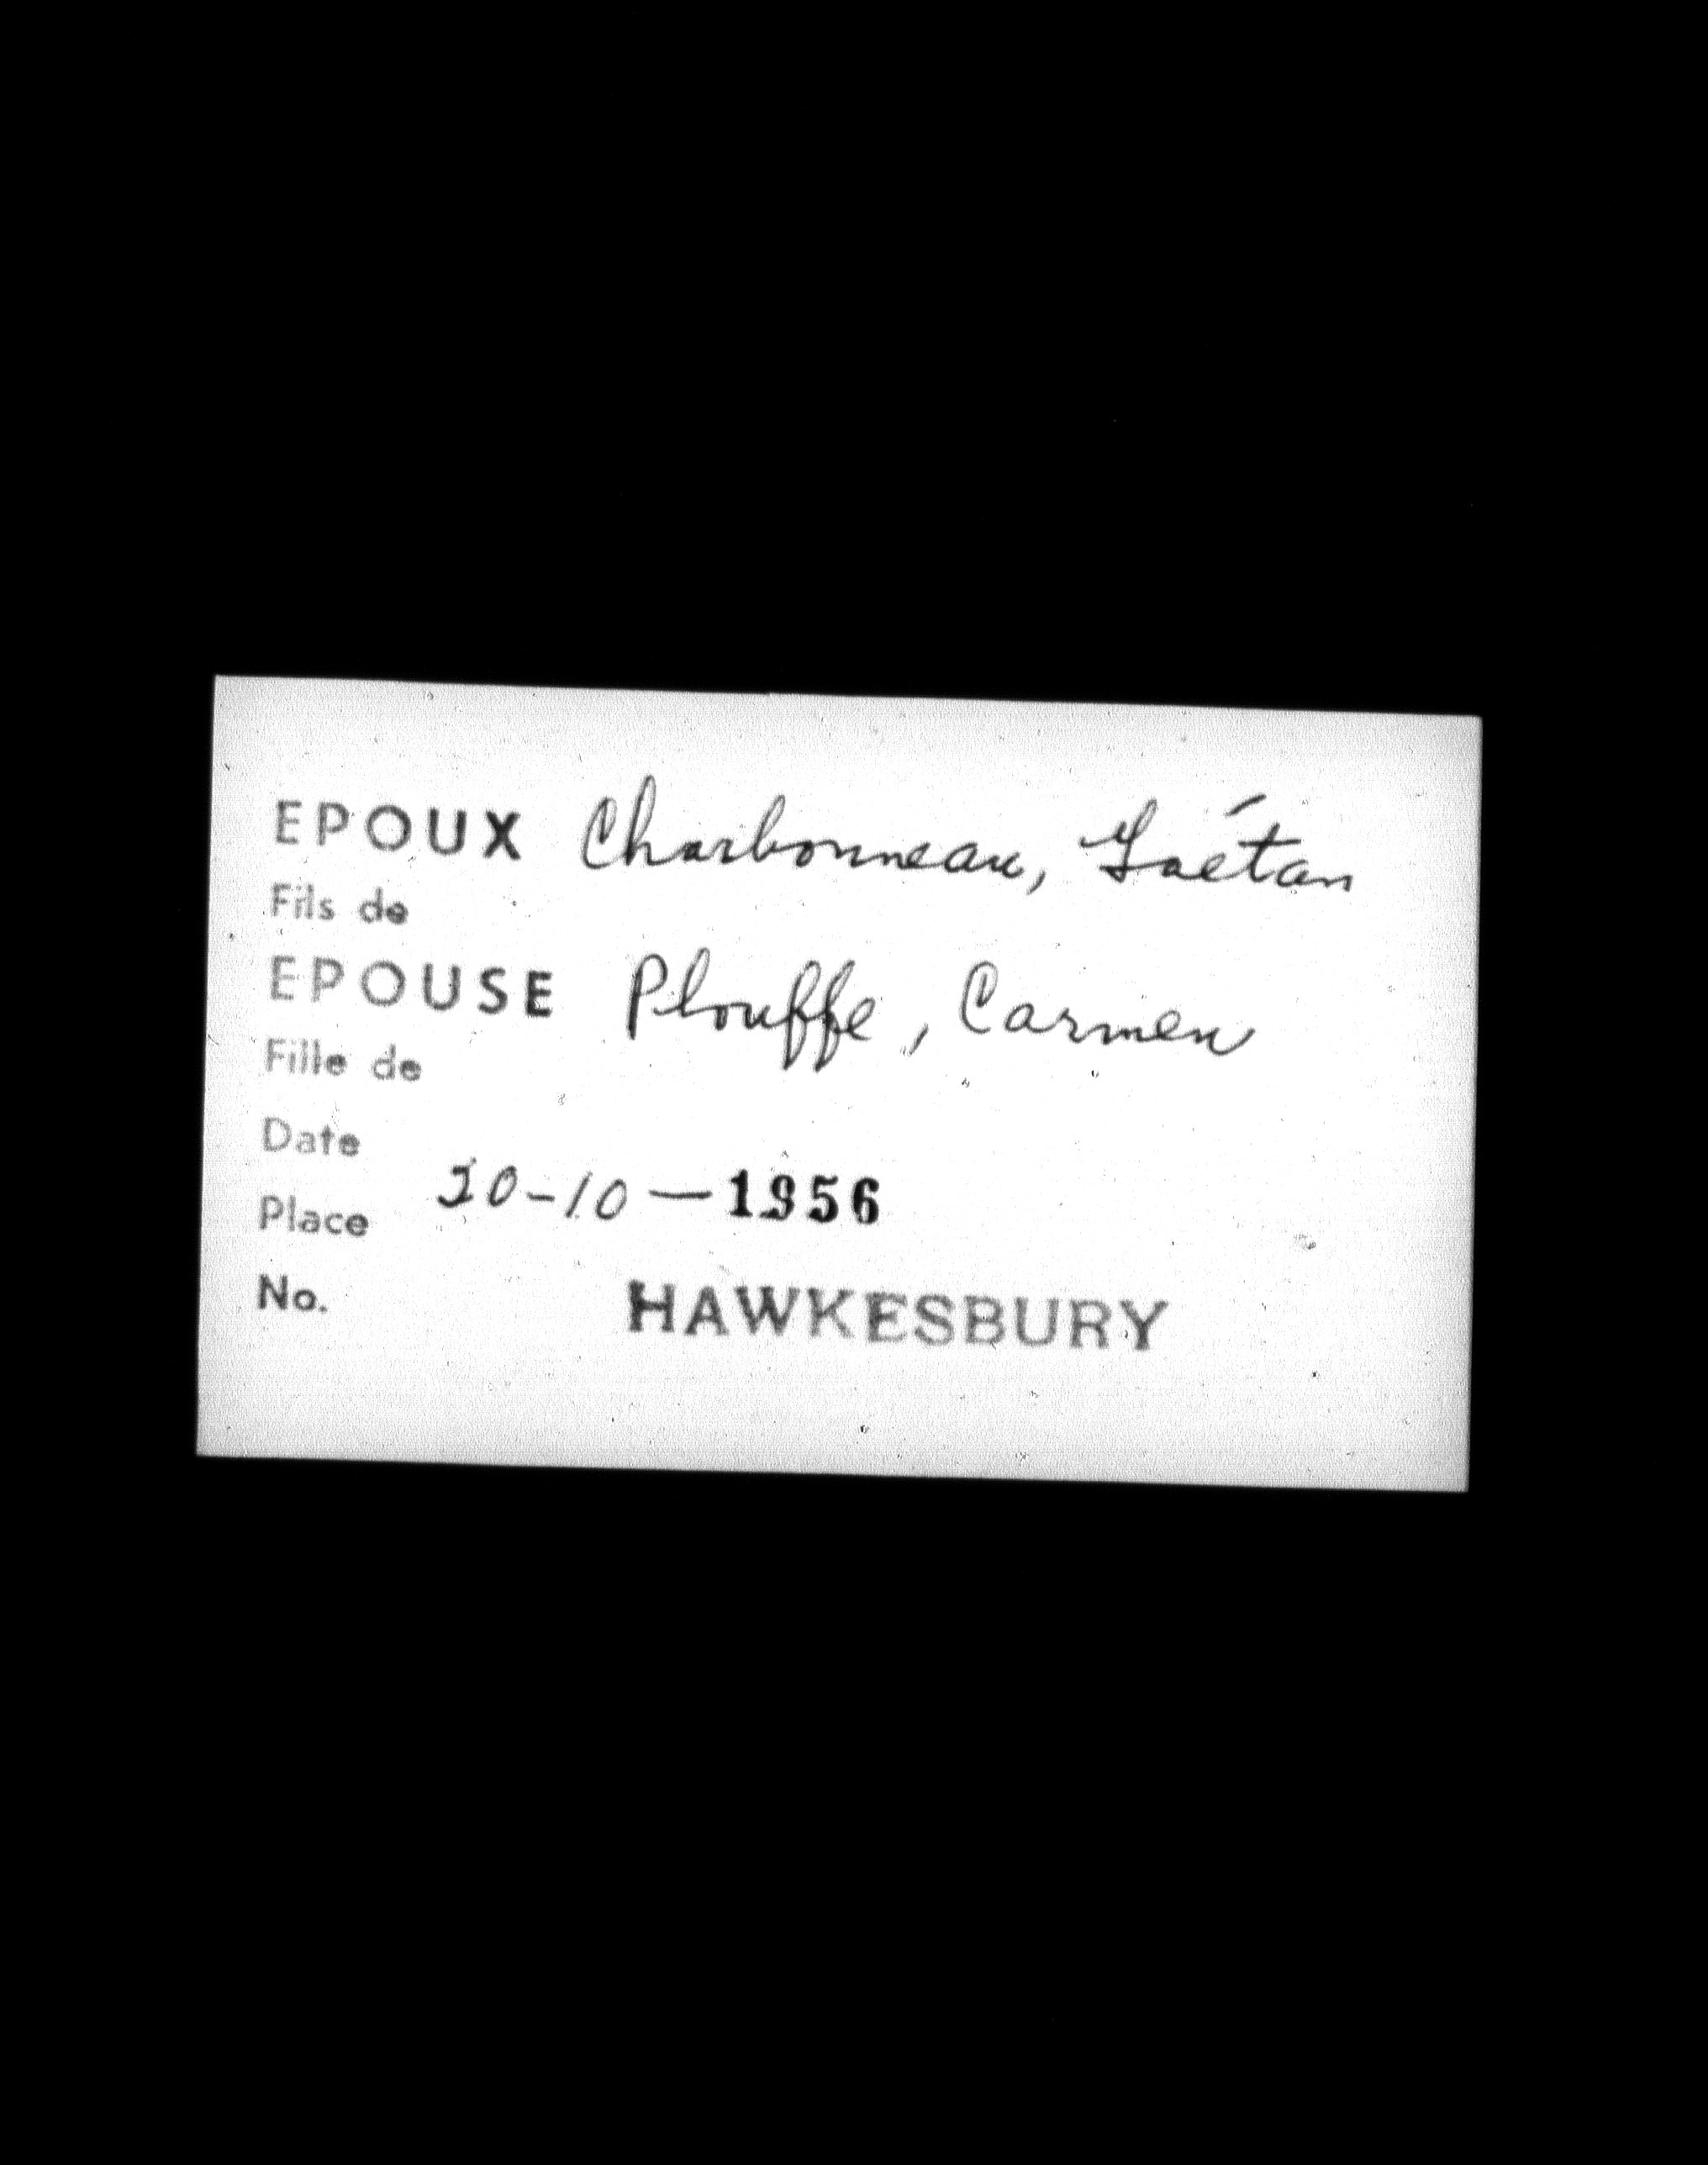 EPOUX Charbonneau, Gaétan
Fils de
EPOUSE Plouffe, Carmen
Fille de
Date
20-10-1956
Place
No.
HAWKESBURY